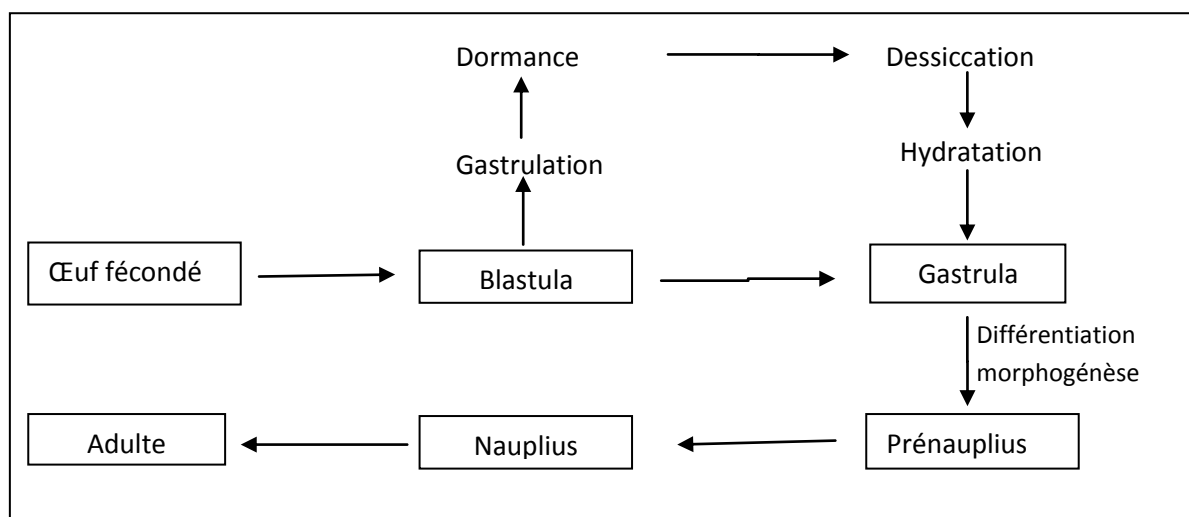 Dormance
Dessiccation
Gastrulation
Hydratation
Œuf fécondé
Blastula
Gastrula
Différentiation
morphogénèse
Adulte
Nauplius
Prénauplius